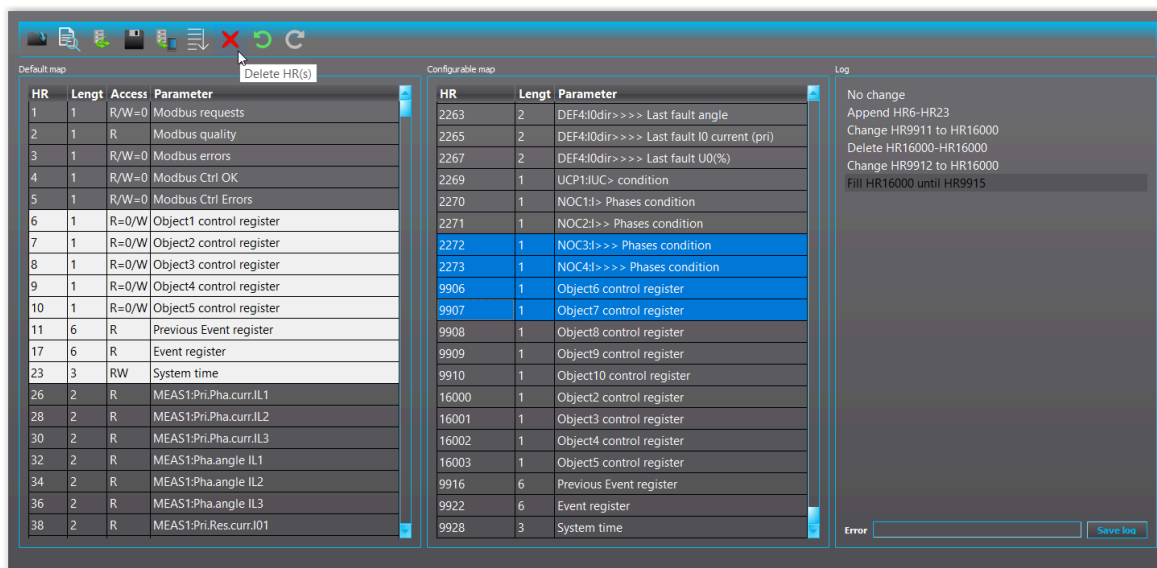 Delete HR(s)
Default map
HR Lengt Access Parameter
1 1 R/W=0 Modbus requests
2 1 R Modbus quality
3 1 R/W=0 Modbus errors
4 1 R/W=0 Modbus Ctrl OK
5 1 R/W=0 Modbus Ctrl Errors
6 1 R=0/W Object1 control register
7 1 R=0/W Object2 control register
8 1 R=0/W Object3 control register
9 1 R=0/W Object4 control register
10 1 R=0/W Object5 control register
11 6 R Previous Event register
17 6 R Event register
23 3 RW System time
26 2 R MEAS1:Pri.Pha.curr.IL1
28 2 R MEAS1:Pri.Pha.curr.IL2
30 2 R MEAS1:Pri.Pha.curr.IL3
32 2 R MEAS1:Pha.angle IL1
34 2 R MEAS1:Pha.angle IL2
36 2 R MEAS1:Pha.angle IL3
38 2 R MEAS1:Pri.Res.curr.I01
Configurable map
HR Lengt Parameter
2263 2 DEF4:I0dir>>>> Last fault angle
2265 2 DEF4:I0dir>>>> Last fault I0 current (pri)
2267 2 DEF4:I0dir>>>> Last fault U0(%)
2269 1 UCP1:IUC> condition
2270 1 NOC1:I> Phases condition
2271 1 NOC2:I>> Phases condition
2272 1 NOC3:I>>> Phases condition
2273 1 NOC4:I>>>> Phases condition
9906 1 Object6 control register
9907 1 Object7 control register
9908 1 Object8 control register
9909 1 Object9 control register
9910 1 Object10 control register
16000 1 Object2 control register
16001 1 Object3 control register
16002 1 Object4 control register
16003 1 Object5 control register
9916 6 Previous Event register
9922 6 Event register
9928 3 System time
Log
No change
Append HR6-HR23
Change HR9911 to HR16000
Delete HR16000-HR16000
Change HR9912 to HR16000
Fill HR16000 until HR9915
Error
Save log